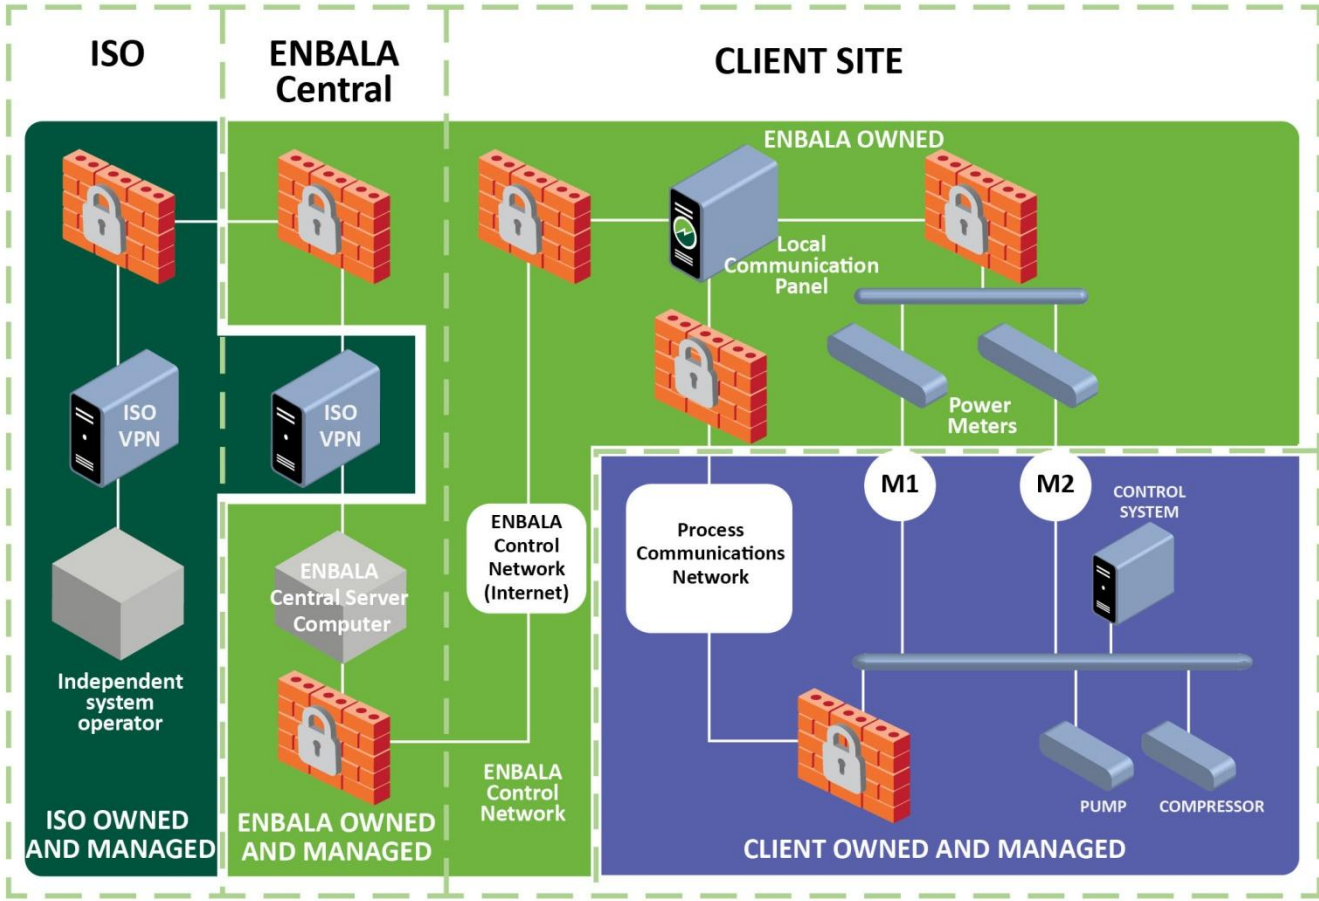 ISO
ENBALA
Central
CLIENT SITE
ENBALA OWNED
Local
Communication
Panel
ISO
VPN
ISO
VPN
Power
Meters
M1
M2
CONTROL
SYSTEM
ENBALA
Control
Network
(Internet)
Process
Communications
Network
ENBALA
Central Server
Computer
Independent
system
operator
ENBALA
Control
Network
PUMP
COMPRESSOR
ISO OWNED
AND MANAGED
ENBALA OWNED
AND MANAGED
CLIENT OWNED AND MANAGED